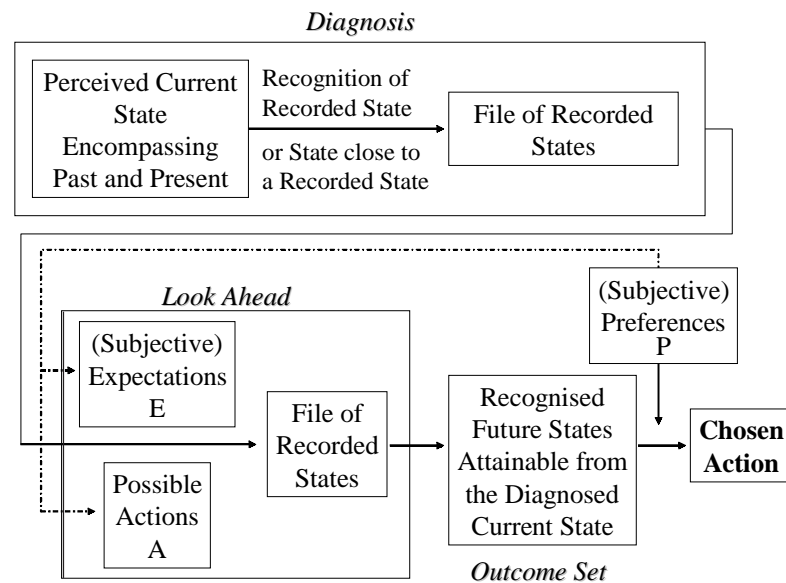 Diagnosis
Perceived Current
State
Encompassing
Past and Present
Recognition of
Recorded State
or State close to
a Recorded State
File of Recorded
States
Look Ahead
(Subjective)
Expectations
E
Possible
Actions
A
File of
Recorded
States
Recognised
Future States
Attainable from
the Diagnosed
Current State
Outcome Set
(Subjective)
Preferences
P
Chosen
Action